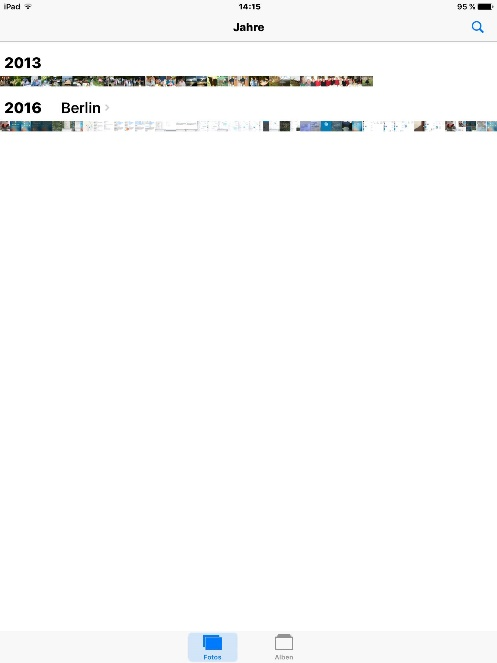 iPad 14:15 95 %
Jahre
2013
2016 Berlin
Fotos Alben